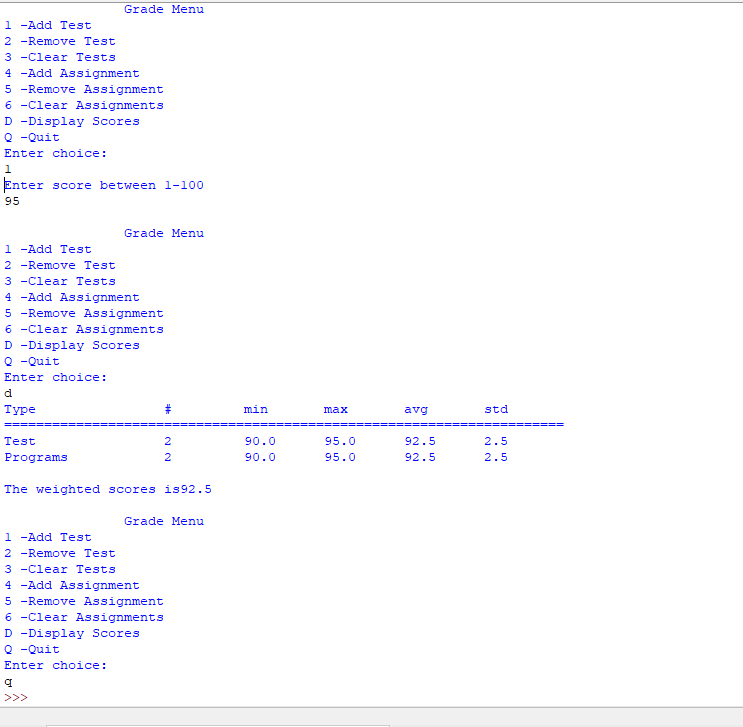 Grade Menu
1 -Add Test
2 -Remove Test
3 -Clear Tests
4 -Add Assignment
5 -Remove Assignment
6 -Clear Assignments
D -Display Scores
Q -Quit
Enter choice:
1
Enter score between 1-100
95
Grade Menu
1 -Add Test
2 -Remove Test
3 -Clear Tests
4 -Add Assignment
5 -Remove Assignment
6 -Clear Assignments
D -Display Scores
Q -Quit
Enter choice:
d
Type # min max avg std
======================================================================
Test 2 90.0 95.0 92.5 2.5
Programs 2 90.0 95.0 92.5 2.5
The weighted scores is92.5
Grade Menu
1 -Add Test
2 -Remove Test
3 -Clear Tests
4 -Add Assignment
5 -Remove Assignment
6 -Clear Assignments
D -Display Scores
Q -Quit
Enter choice:
q
>>>